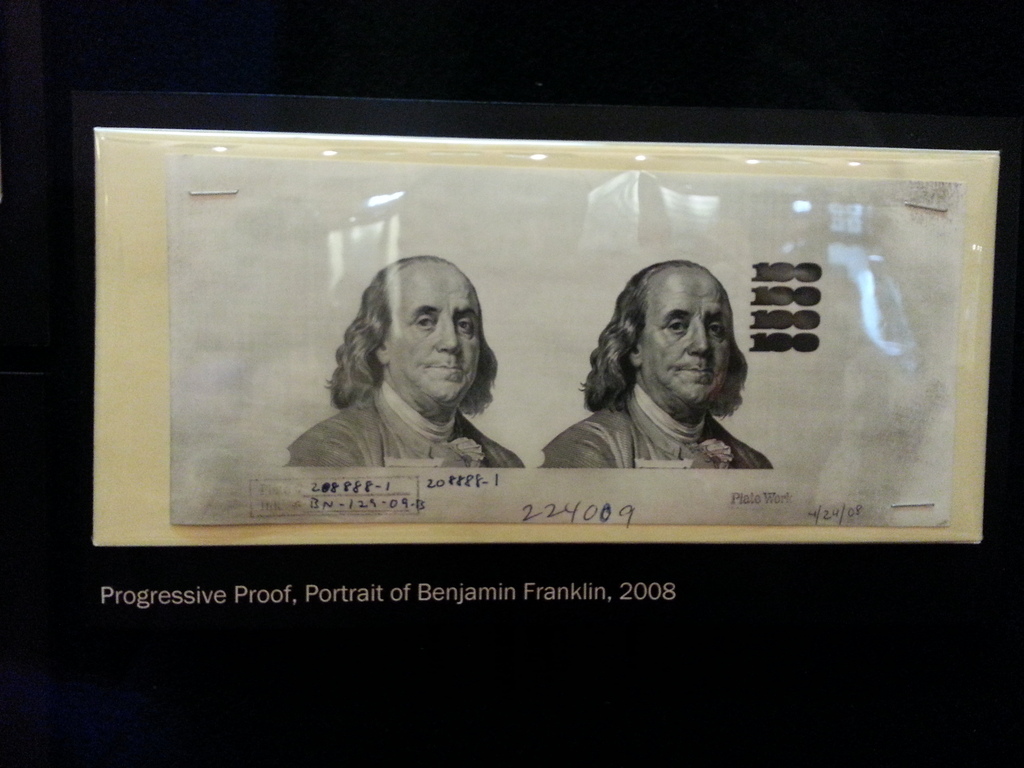 100
100
100
100
208888-1
208888-1
BN-129-09-B
224009
Plate Work
4/24/08
Progressive Proof, Portrait of Benjamin Franklin, 2008